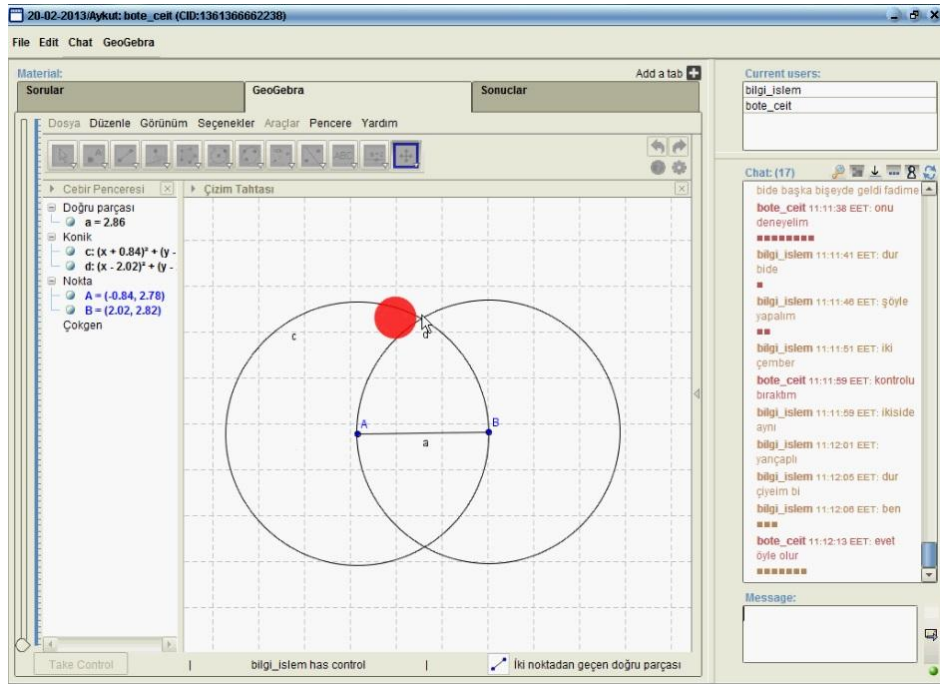 20-02-2013/Aykut: bote_ceit (CID:1361366662238)
File Edit Chat GeoGebra
Material:
Add a tab
Sorular
GeoGebra
Sonuclar
Dosya Düzenle Görünüm Seçenekler Araçlar Pencere Yardım
ABC
Cebir Penceresi
Çizim Tahtası
Doğru parçası
a = 2.86
Konik
c: (x + 0.84)² + (y -
d: (x - 2.02)² + (y -
Nokta
A = (-0.84, 2.78)
B = (2.02, 2.82)
Çokgen
c
d
A
B
a
Take Control
bilgi_islem has control
İki noktadan geçen doğru parçası
Current users:
bilgi_islem
bote_ceit
Chat: (17)
bide başka bişeyde geldi fadime
bote_ceit 11:11:38 EET: onu
deneyelim
bilgi_islem 11:11:41 EET: dur
bide
bilgi_islem 11:11:46 EET: şöyle
yapalım
bilgi_islem 11:11:51 EET: iki
çember
bote_ceit 11:11:59 EET: kontrolu
bıraktım
bilgi_islem 11:11:59 EET: ikiside
aynı
bilgi_islem 11:12:01 EET:
yarıçaplı
bilgi_islem 11:12:05 EET: dur
çiyeim bi
bilgi_islem 11:12:06 EET: ben
bote_ceit 11:12:13 EET: evet
öyle olur
Message: